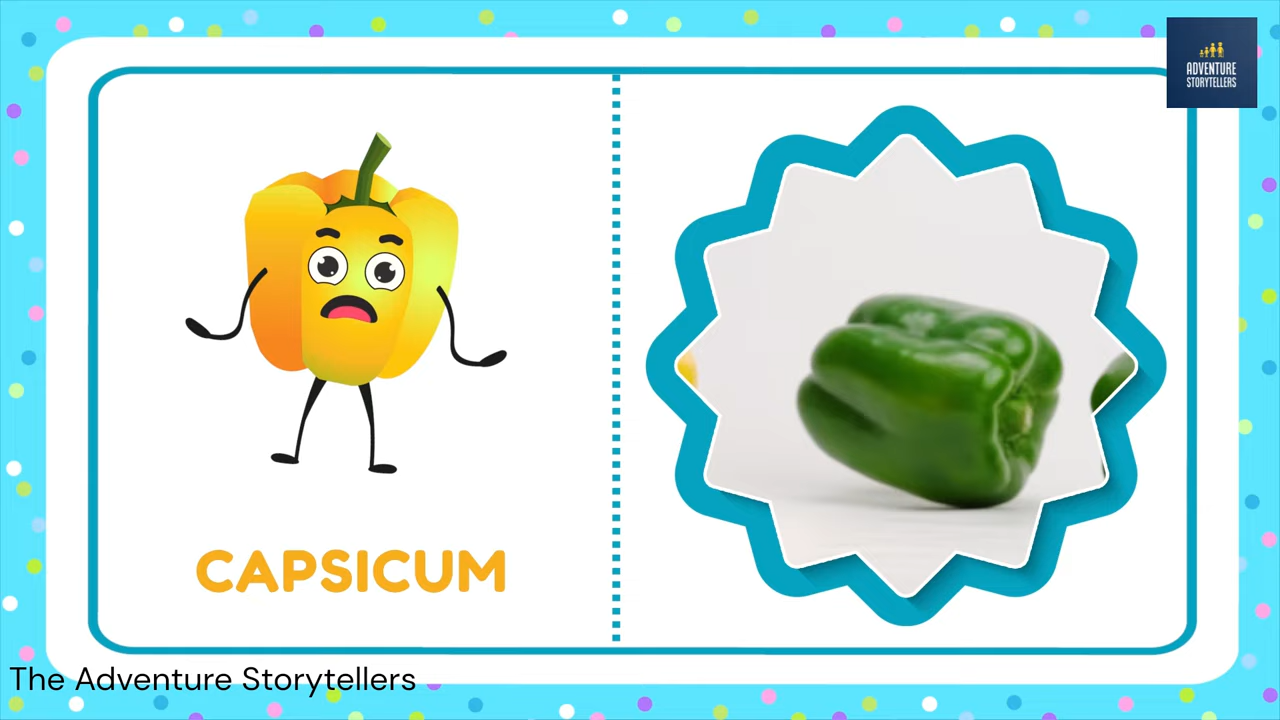 ADVENTURE
STORYTELLERS
CAPSICUM
The Adventure Storytellers